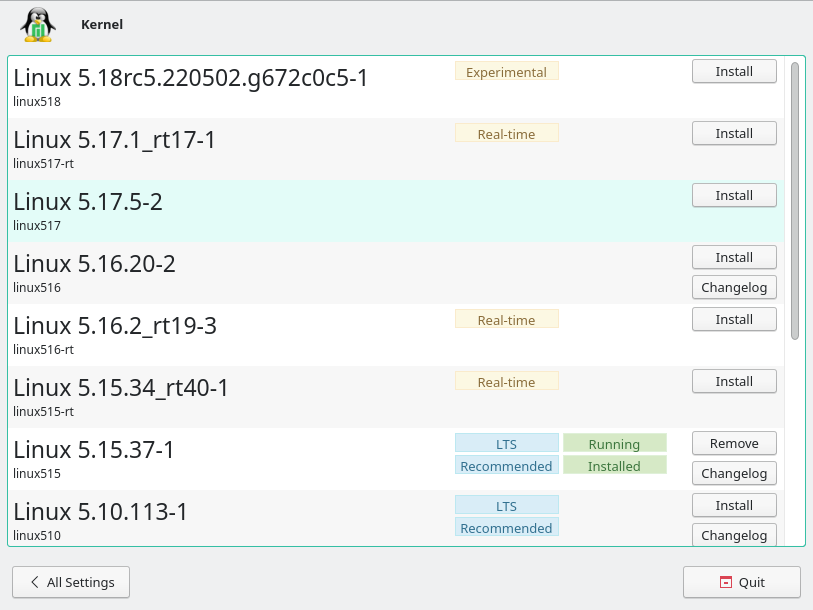 Kernel
Linux 5.18rc5.220502.g672c0c5-1
Experimental
Install
linux518
Linux 5.17.1_rt17-1
Real-time
Install
linux517-rt
Linux 5.17.5-2
Install
linux517
Linux 5.16.20-2
Install
linux516
Changelog
Linux 5.16.2_rt19-3
Real-time
Install
linux516-rt
Linux 5.15.34_rt40-1
Real-time
Install
linux515-rt
Linux 5.15.37-1
LTS
Running
Remove
linux515
Recommended
Installed
Changelog
Linux 5.10.113-1
LTS
Install
linux510
Recommended
Changelog
All Settings
Quit